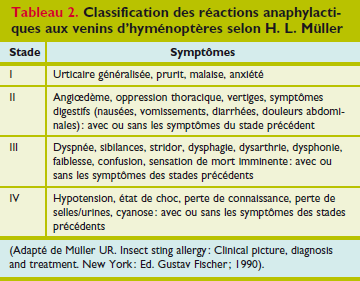 Tableau 2. Classification des réactions anaphylacti-
ques aux venins d'hyménoptères selon H. L. Müller
Stade Symptômes
I Urticaire généralisée, prurit, malaise, anxiété
II Angiœdème, oppression thoracique, vertiges, symptômes
digestifs (nausées, vomissements, diarrhées, douleurs abdomi-
nales) : avec ou sans les symptômes du stade précédent
III Dyspnée, sibilances, stridor, dysphagie, dysarthrie, dysphonie,
faiblesse, confusion, sensation de mort imminente : avec ou
sans les symptômes des stades précédents
IV Hypotension, état de choc, perte de connaissance, perte de
selles/urines, cyanose : avec ou sans les symptômes des stades
précédents
(Adapté de Müller UR. Insect sting allergy : Clinical picture, diagnosis
and treatment. New York : Ed. Gustav Fischer ; 1990).